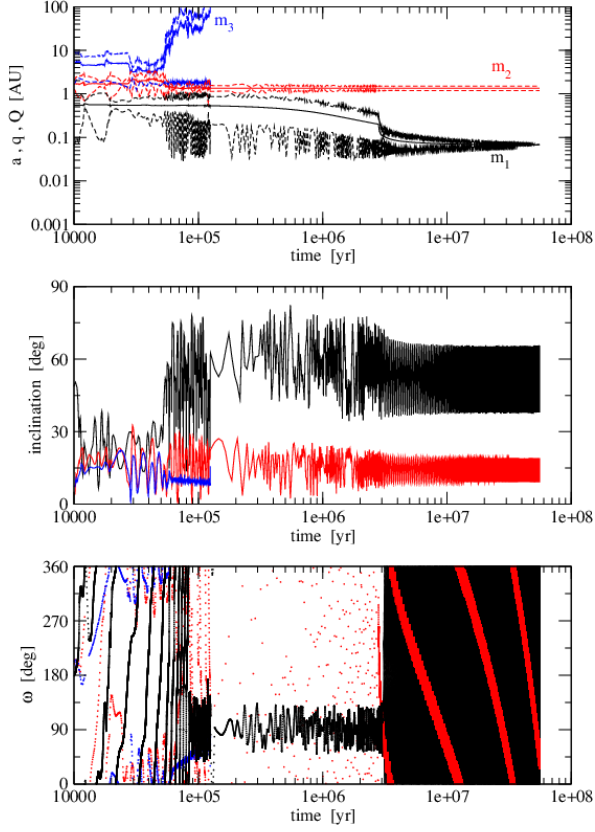 a , q , Q [AU]
100
10
1
0.1
0.01
0.001
m3
m2
m1
10000 1e+05 1e+06 1e+07 1e+08
time [yr]
inclination [deg]
90
60
30
0
10000 1e+05 1e+06 1e+07 1e+08
time [yr]
ω [deg]
360
270
180
90
0
10000 1e+05 1e+06 1e+07 1e+08
time [yr]